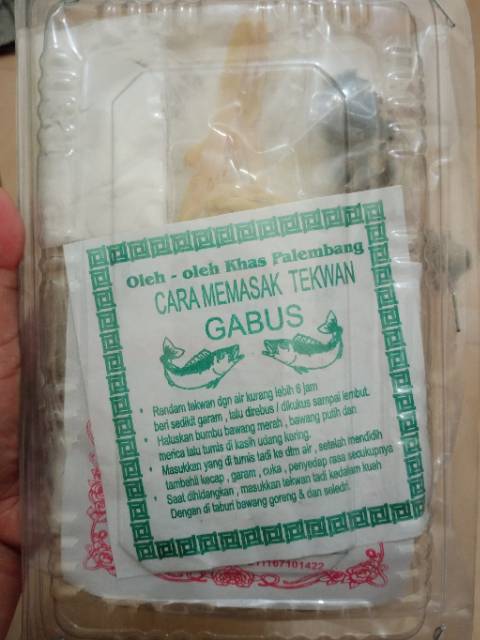 Oleh - oleh Khas Palembang
CARA MEMASAK TEKWAN
GABUS
• Randam tekwan dgn air kurang lebih 6 jam
beri sedikit garam , lalu direbus / dikukus sampai lembut.
• Haluskan bumbu bawang merah , bawang putih dan
merica lalu tumis di kasih udang kering.
• Masukkan yang di tumis tadi ke dlm air , setelah mendidih
tambahi kecap , garam , cuka , penyedap rasa secukupnya
• Saat dihidangkan , masukkan tekwan tadi kedalam kuah
Dengan di taburi bawang goreng & dan seledri.
11167101422